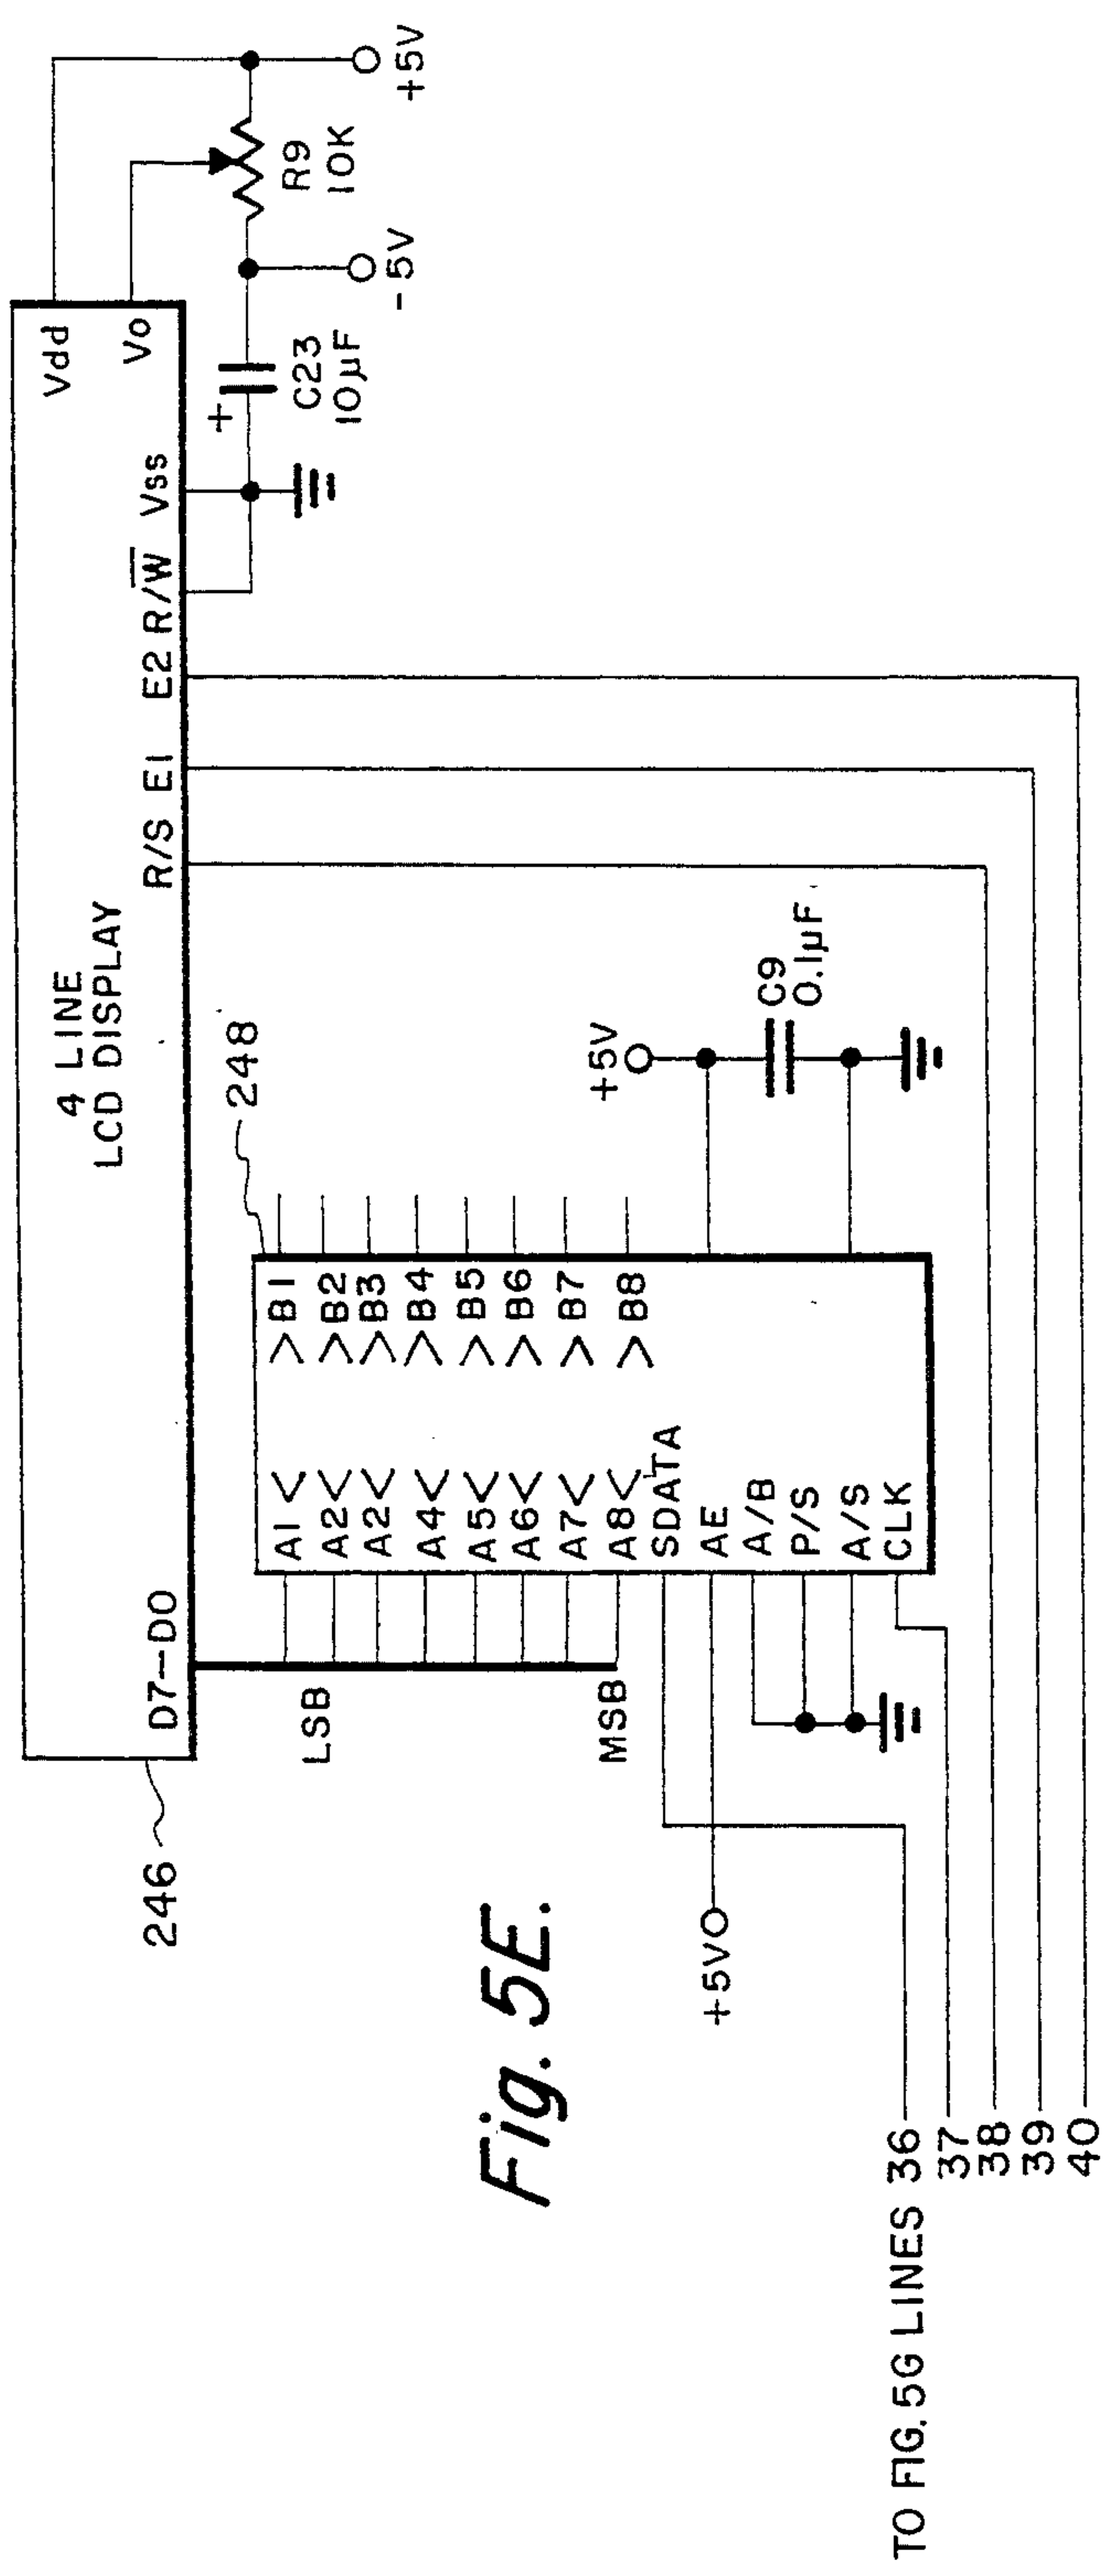 246
4 LINE
LCD DISPLAY
D7–D0
R/S
E1
E2
R/W̅
Vss
Vdd
Vo
+5V
R9
10K
-5V
+
C23
10µF
248
LSB
MSB
A1<
A2<
A2<
A4<
A5<
A6<
A7<
A8<
SDATA
AE
A/B
P/S
A/S
CLK
>B1
>B2
>B3
>B4
>B5
>B6
>B7
>B8
+5V
C9
0.1µF
+5V
Fig. 5E.
TO FIG. 5G LINES 36
37
38
39
40